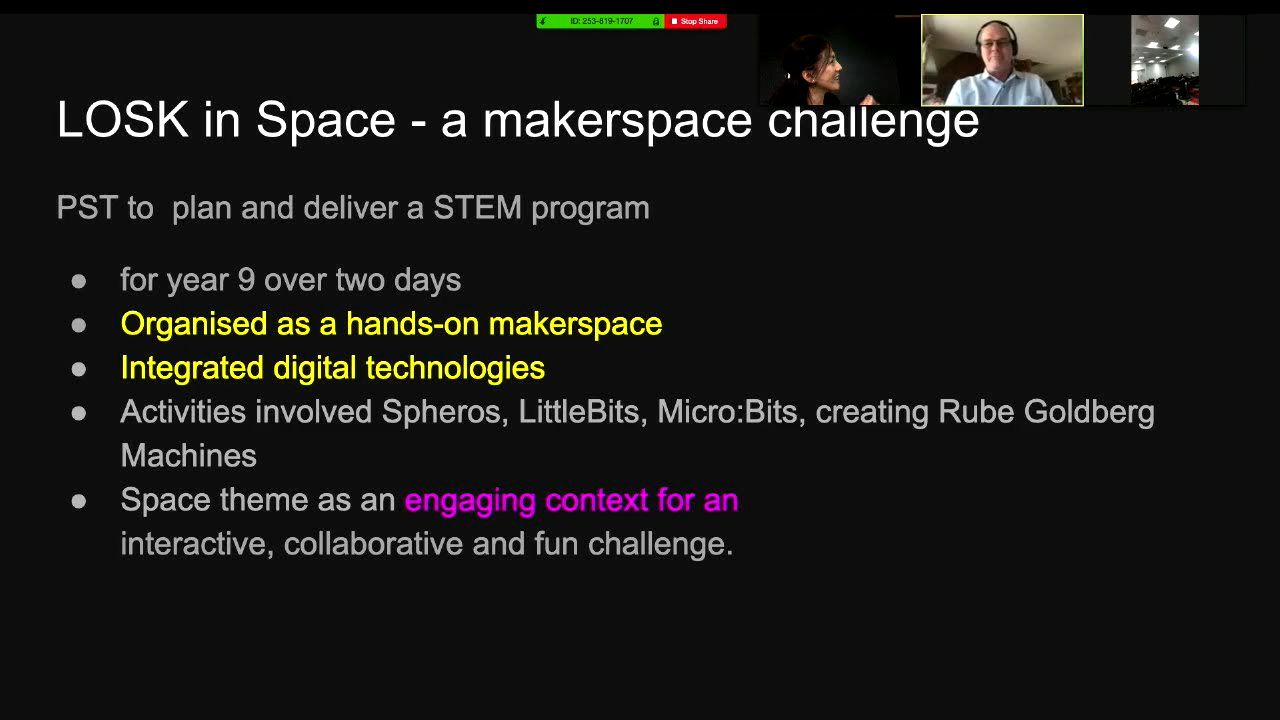 ID: 253-819-1707
Stop Share
LOSK in Space - a makerspace challenge
PST to  plan and deliver a STEM program
● for year 9 over two days
● Organised as a hands-on makerspace
● Integrated digital technologies
● Activities involved Spheros, LittleBits, Micro:Bits, creating Rube Goldberg
Machines
● Space theme as an engaging context for an
interactive, collaborative and fun challenge.